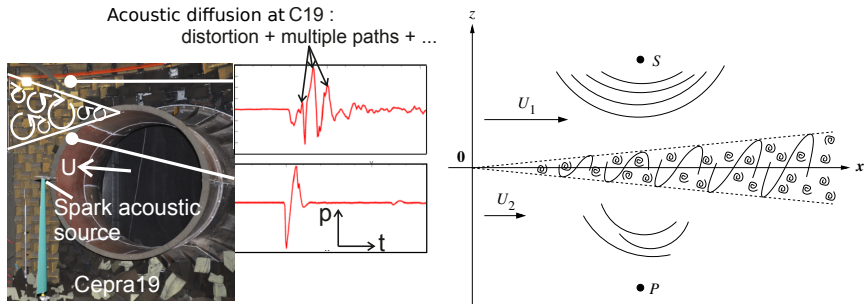 Acoustic diffusion at C19 :
distortion + multiple paths + ...
U
Spark acoustic
source
Cepra19
p
t
z
S
U1
0
x
U2
P